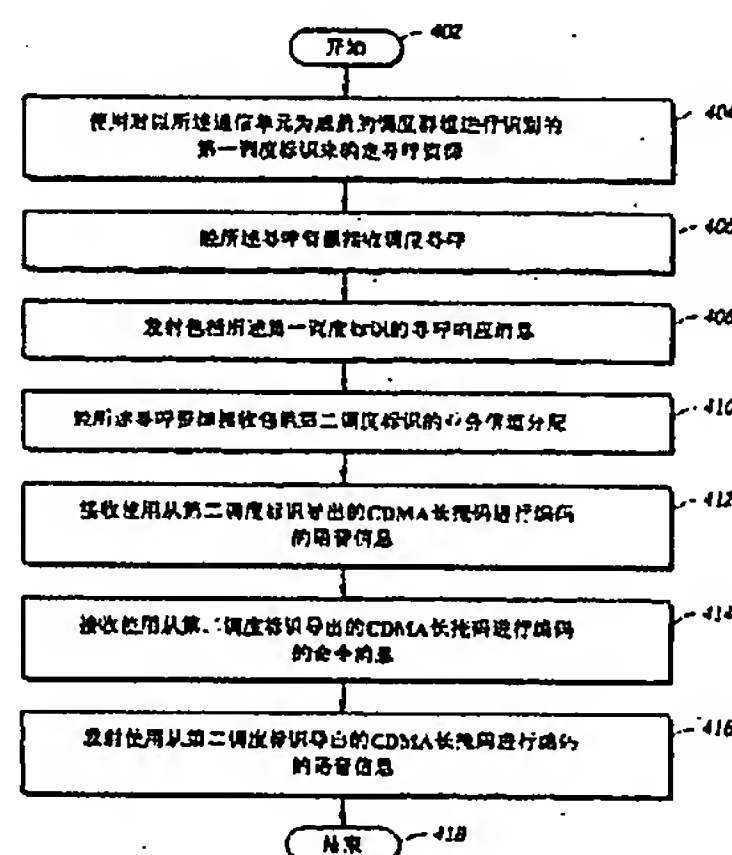 开始
402
使用对以所述通信单元为成员的调度群组进行识别的
404
第一调度标识来确定寻呼资源
经所述寻呼资源接收调度寻呼
406
发射包括所述第一调度标识的寻呼响应消息
408
经所述寻呼资源接收包括第二调度标识的业务信道分配
410
接收使用从第二调度标识导出的CDMA长掩码进行编码
412
的语音信息
接收使用从第二调度标识导出的CDMA长掩码进行编码
414
的命令消息
发射使用从第二调度标识导出的CDMA长掩码进行编码
416
的语音信息
结束
418